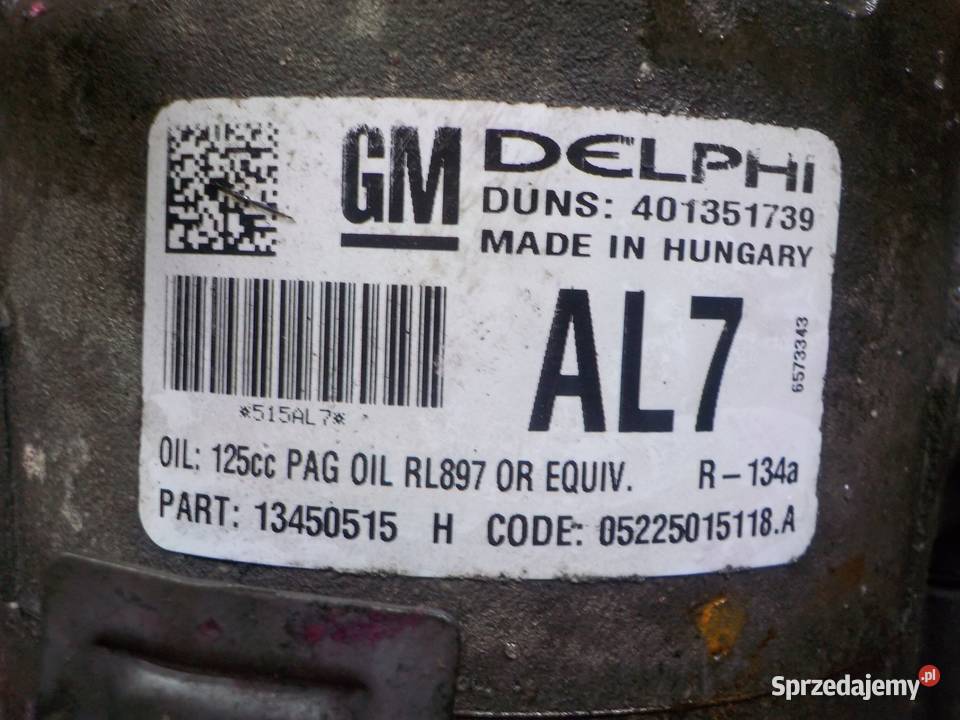 GM DELPHI
DUNS: 401351739
MADE IN HUNGARY
*515AL7*
AL7
6573343
OIL: 125cc PAG OIL RL897 OR EQUIV. R-134a
PART: 13450515 H CODE: 05225015118.A
Sprzedajemy.pl